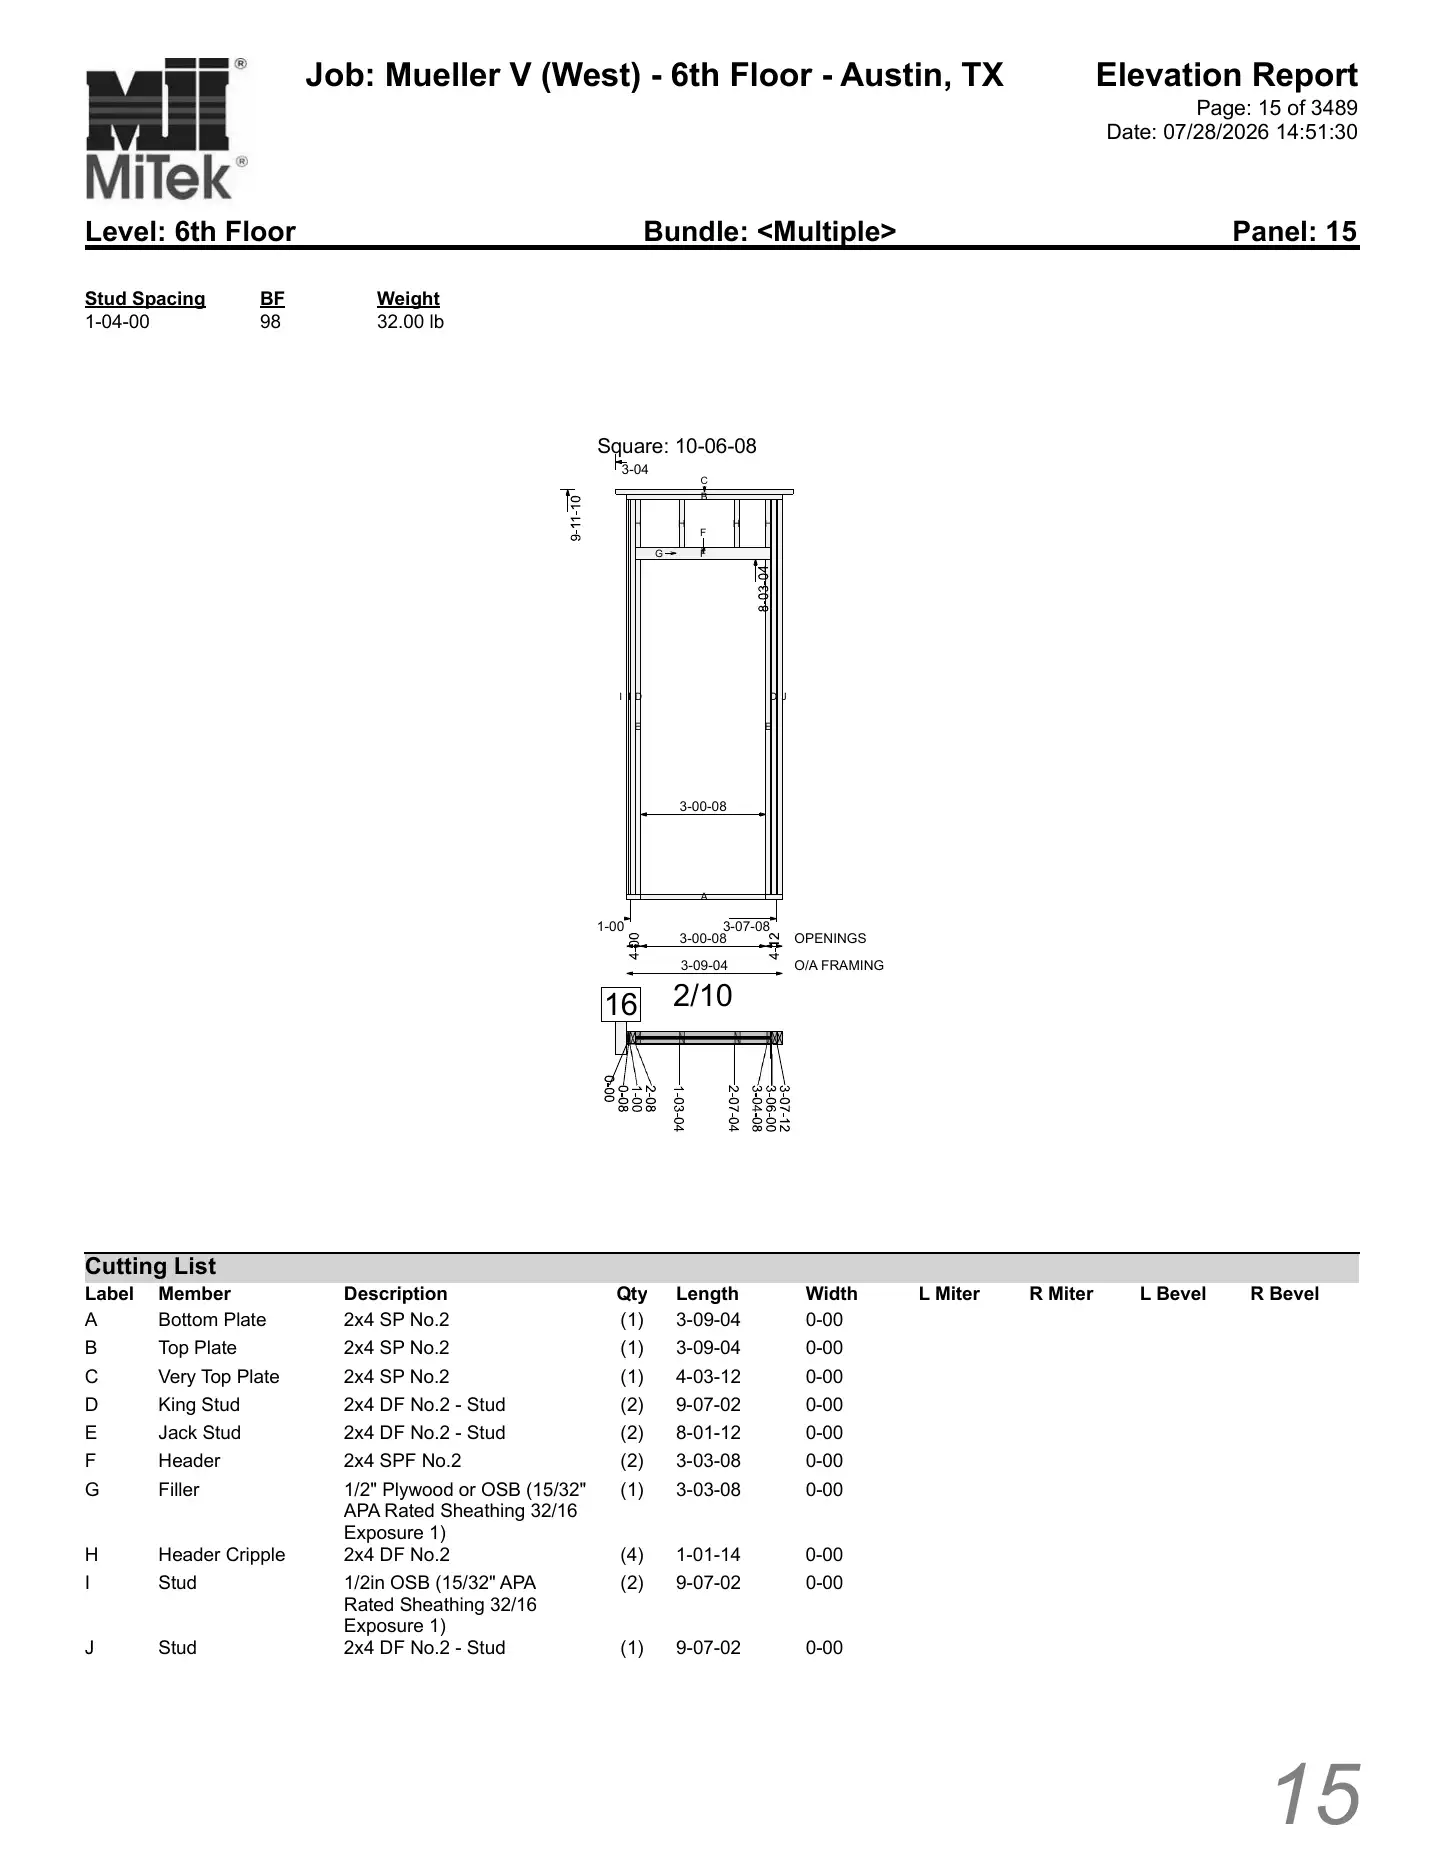 MiTek®
®
Job: Mueller V (West) - 6th Floor - Austin, TX
Elevation Report
Page: 15 of 3489
Date: 07/28/2026 14:51:30
Level: 6th Floor Bundle: <Multiple> Panel: 15
Stud Spacing BF Weight
1-04-00 98 32.00 lb
Square: 10-06-08
3-04
C
B
9-11-10
H H
F
G F
8-03-04
I I D D J
E E
3-00-08
A
1-00 3-07-08
4-00 3-00-08 4-12 OPENINGS
3-09-04 O/A FRAMING
16 2/10
0-00 0-08 1-00 2-08 1-03-04 2-07-04 3-04-08 3-06-00 3-07-12
Cutting List
Label Member Description Qty Length Width L Miter R Miter L Bevel R Bevel
A Bottom Plate 2x4 SP No.2 (1) 3-09-04 0-00
B Top Plate 2x4 SP No.2 (1) 3-09-04 0-00
C Very Top Plate 2x4 SP No.2 (1) 4-03-12 0-00
D King Stud 2x4 DF No.2 - Stud (2) 9-07-02 0-00
E Jack Stud 2x4 DF No.2 - Stud (2) 8-01-12 0-00
F Header 2x4 SPF No.2 (2) 3-03-08 0-00
G Filler 1/2" Plywood or OSB (15/32" (1) 3-03-08 0-00
APA Rated Sheathing 32/16
Exposure 1)
H Header Cripple 2x4 DF No.2 (4) 1-01-14 0-00
I Stud 1/2in OSB (15/32" APA (2) 9-07-02 0-00
Rated Sheathing 32/16
Exposure 1)
J Stud 2x4 DF No.2 - Stud (1) 9-07-02 0-00
15